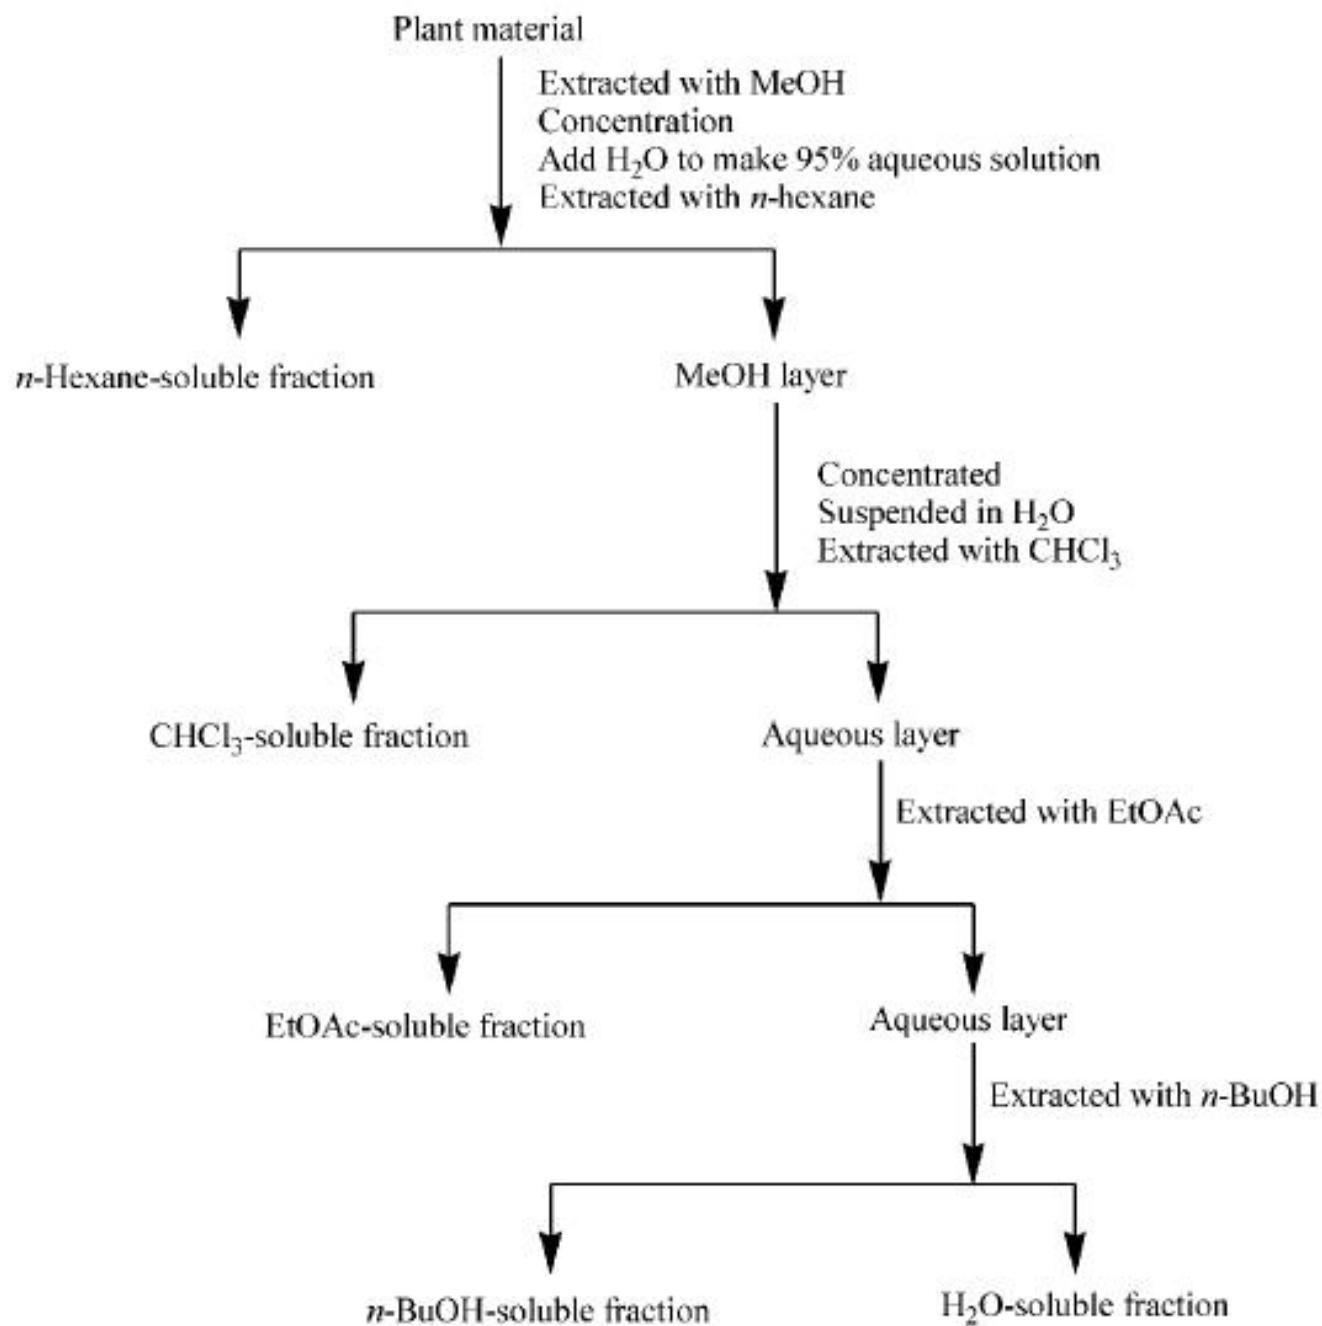 Plant material
Extracted with MeOH
Concentration
Add H₂O to make 95% aqueous solution
Extracted with n-hexane
n-Hexane-soluble fraction
MeOH layer
Concentrated
Suspended in H₂O
Extracted with CHCl₃
CHCl₃-soluble fraction
Aqueous layer
Extracted with EtOAc
EtOAc-soluble fraction
Aqueous layer
Extracted with n-BuOH
n-BuOH-soluble fraction
H₂O-soluble fraction